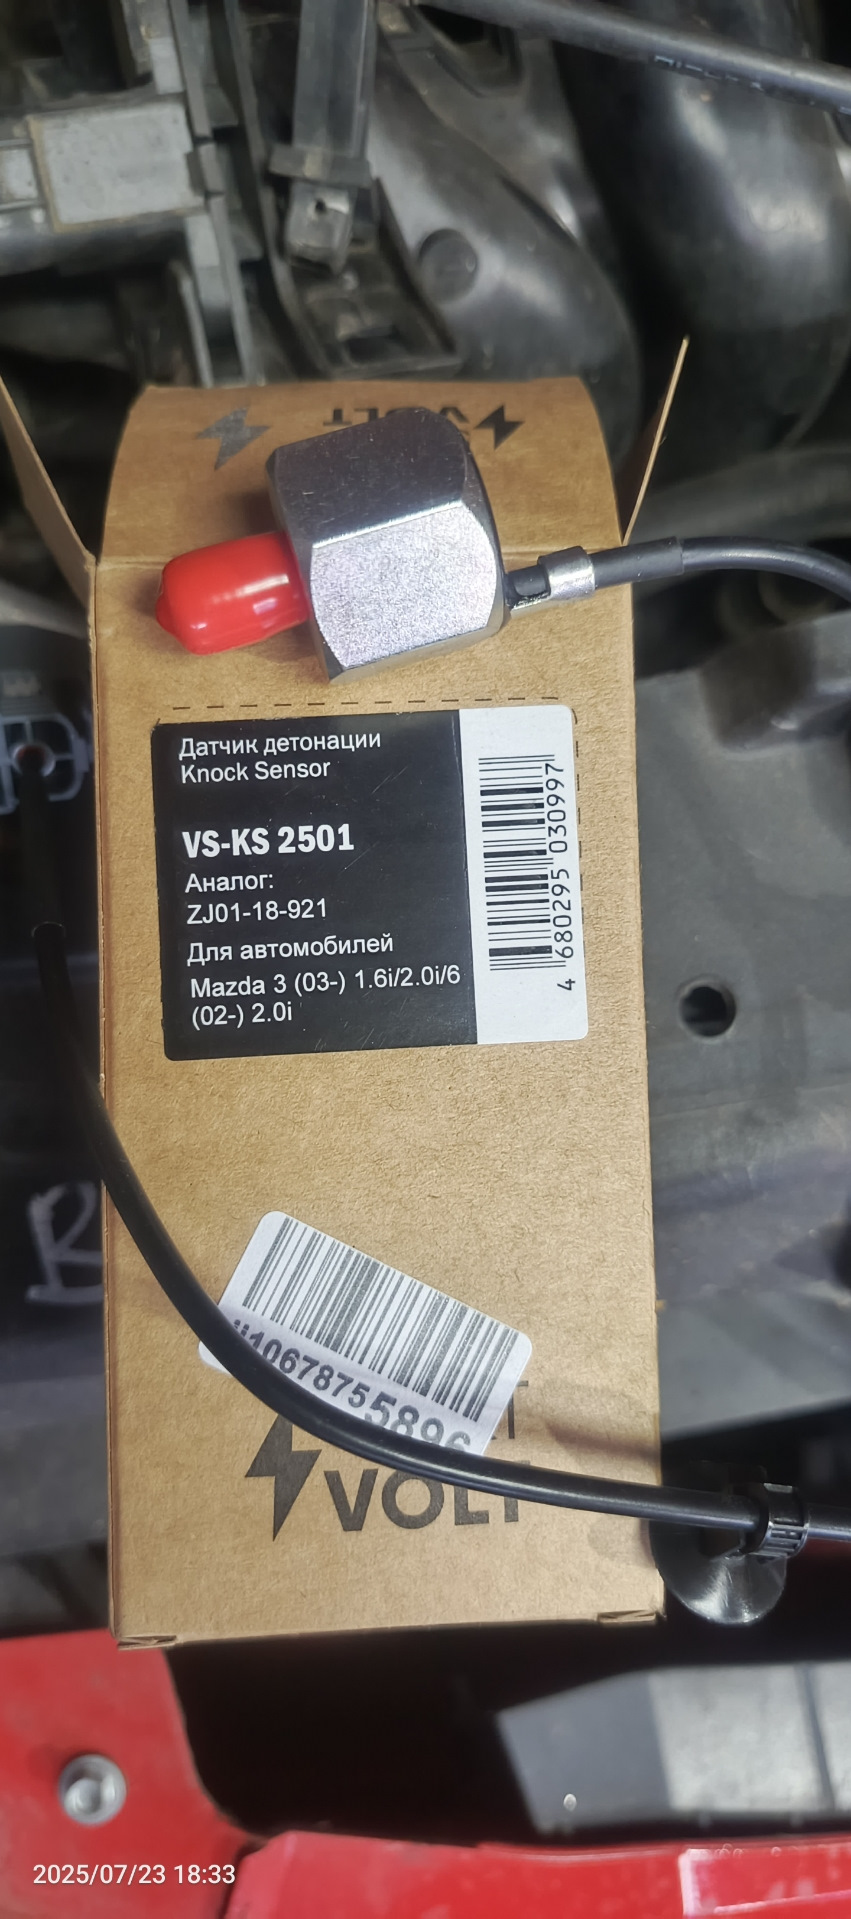 VOLT
Датчик детонации
Knock Sensor
VS-KS 2501
Аналог:
ZJ01-18-921
Для автомобилей
Mazda 3 (03-) 1.6i/2.0i/6
(02-) 2.0i
4 680295 030997
ii10678755896
VOLT
2025/07/23 18:33